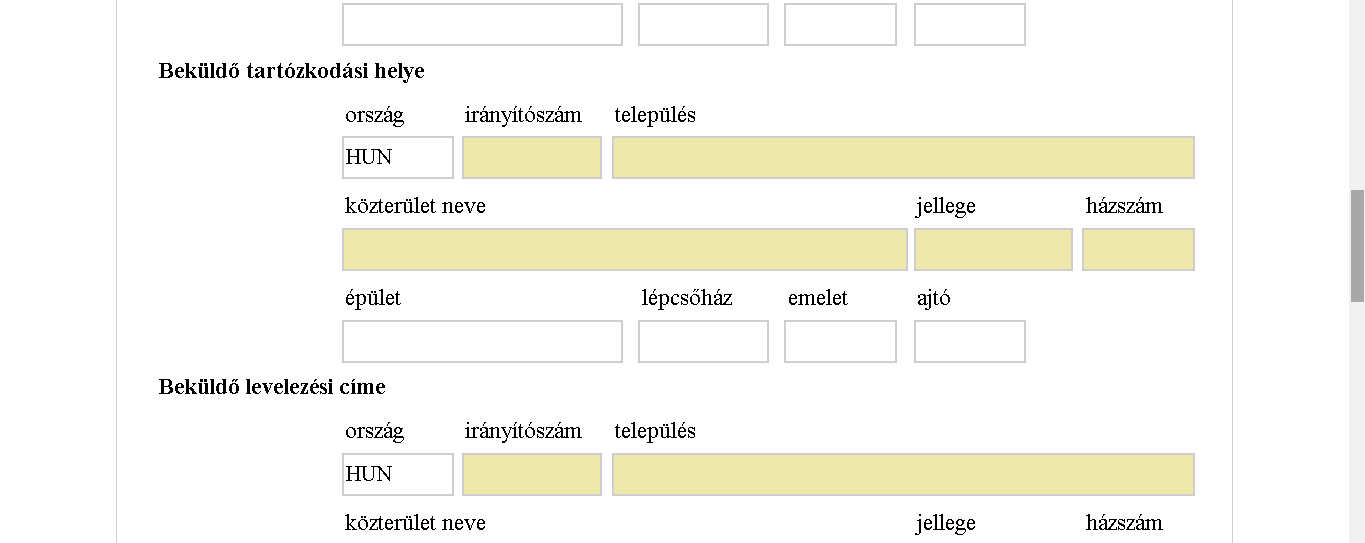 Beküldő tartózkodási helye
ország irányítószám település
HUN
közterület neve jellege házszám
épület lépcsőház emelet ajtó
Beküldő levelezési címe
ország irányítószám település
HUN
közterület neve jellege házszám